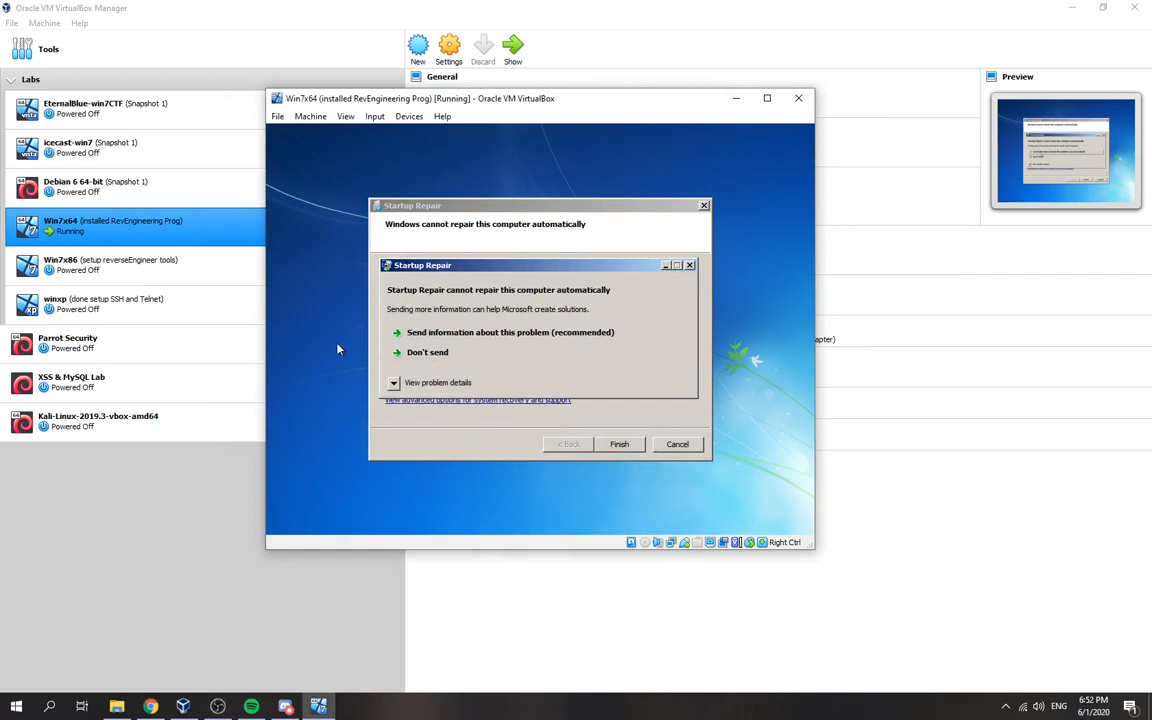 Oracle VM VirtualBox Manager
File Machine Help
Tools
New Settings Discard Show
Labs
EternalBlue-win7CTF (Snapshot 1)
Powered Off
icecast-win7 (Snapshot 1)
Powered Off
Debian 6 64-bit (Snapshot 1)
Powered Off
Win7x64 (installed RevEngineering Prog)
Running
Win7x86 (setup reverseEngineer tools)
Powered Off
winxp (done setup SSH and Telnet)
Powered Off
Parrot Security
Powered Off
XSS & MySQL Lab
Powered Off
Kali-Linux-2019.3-vbox-amd64
Powered Off
General
Preview
Win7x64 (installed RevEngineering Prog) [Running] - Oracle VM VirtualBox
File Machine View Input Devices Help
Startup Repair
Windows cannot repair this computer automatically
Startup Repair
Startup Repair cannot repair this computer automatically
Sending more information can help Microsoft create solutions.
Send information about this problem (recommended)
Don't send
View problem details
View advanced options for system recovery and support
< Back Finish Cancel
Right Ctrl
apter)
ENG
6:52 PM
6/1/2020